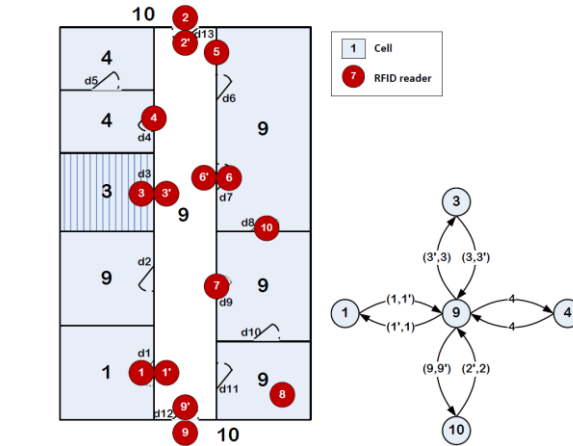 10
2
2'
d13
5
4
d5
d6
4
4
d4
9
3
d3
3
3'
6'
6
d7
9
d8
10
9
d2
7
9
d9
d10
1
d1
1
1'
d11
9
8
9'
d12
9
10
1 Cell
7 RFID reader
3
(3',3)
(3,3')
1
(1,1')
(1',1)
9
4
4
4
(9,9')
(2',2)
10